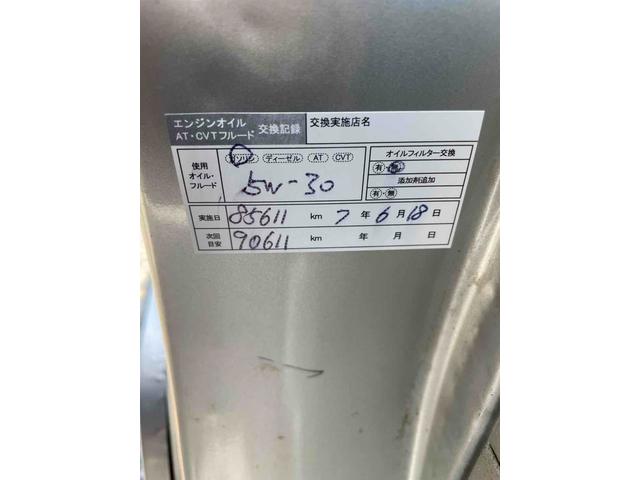 エンジンオイル
AT・CVTフルード
交換記録
交換実施店名
使用
オイル・
フルード
ガソリン ディーゼル AT CVT
5W-30
オイルフィルター交換
有・無
添加剤追加
有・無
実施日 85611 km 7 年 6 月 18 日
次回
目安
90611 km 年 月 日